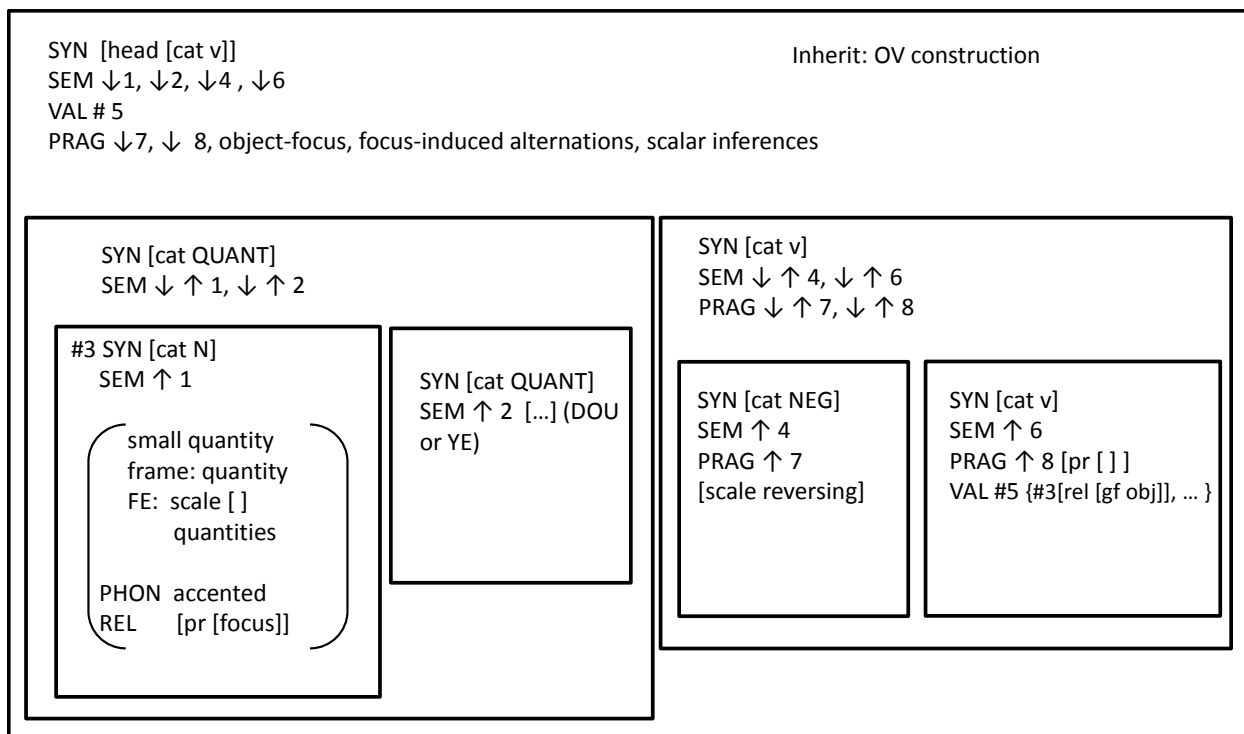 SYN [head [cat v]]
Inherit: OV construction
SEM ↓1, ↓2, ↓4 , ↓6
VAL # 5
PRAG ↓7, ↓ 8, object-focus, focus-induced alternations, scalar inferences
SYN [cat QUANT]
SEM ↓ ↑ 1, ↓ ↑ 2
#3 SYN [cat N]
SEM ↑ 1
small quantity
frame: quantity
FE: scale [ ]
quantities
PHON accented
REL [pr [focus]]
SYN [cat QUANT]
SEM ↑ 2 [...] (DOU
or YE)
SYN [cat v]
SEM ↓ ↑ 4, ↓ ↑ 6
PRAG ↓ ↑ 7, ↓ ↑ 8
SYN [cat NEG]
SEM ↑ 4
PRAG ↑ 7
[scale reversing]
SYN [cat v]
SEM ↑ 6
PRAG ↑ 8 [pr [ ] ]
VAL #5 {#3[rel [gf obj]], ... }